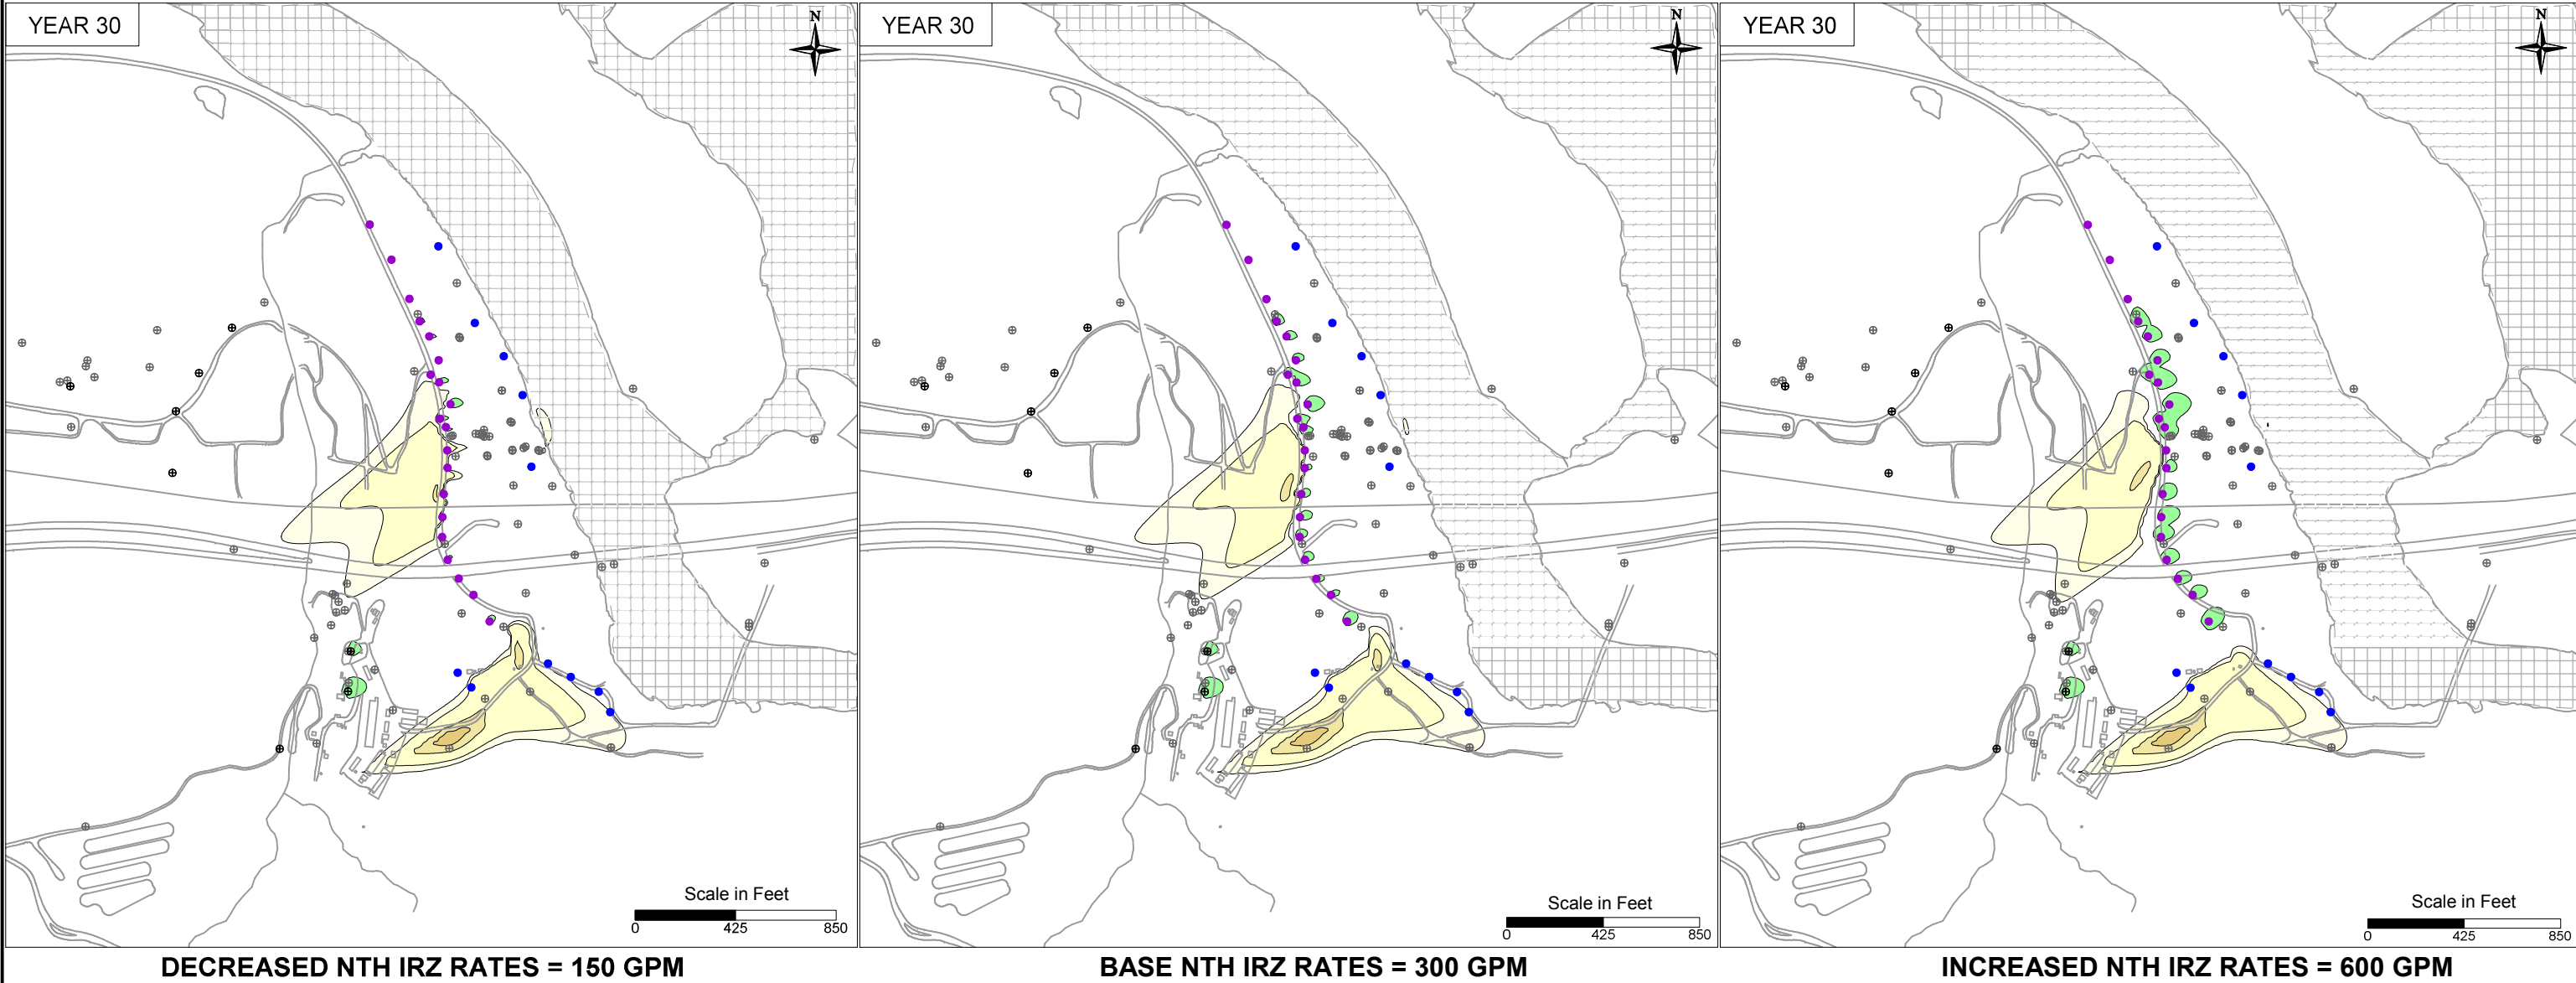 YEAR 30
N
Scale in Feet
0 425 850
DECREASED NTH IRZ RATES = 150 GPM
YEAR 30
N
Scale in Feet
0 425 850
BASE NTH IRZ RATES = 300 GPM
YEAR 30
N
Scale in Feet
0 425 850
INCREASED NTH IRZ RATES = 600 GPM